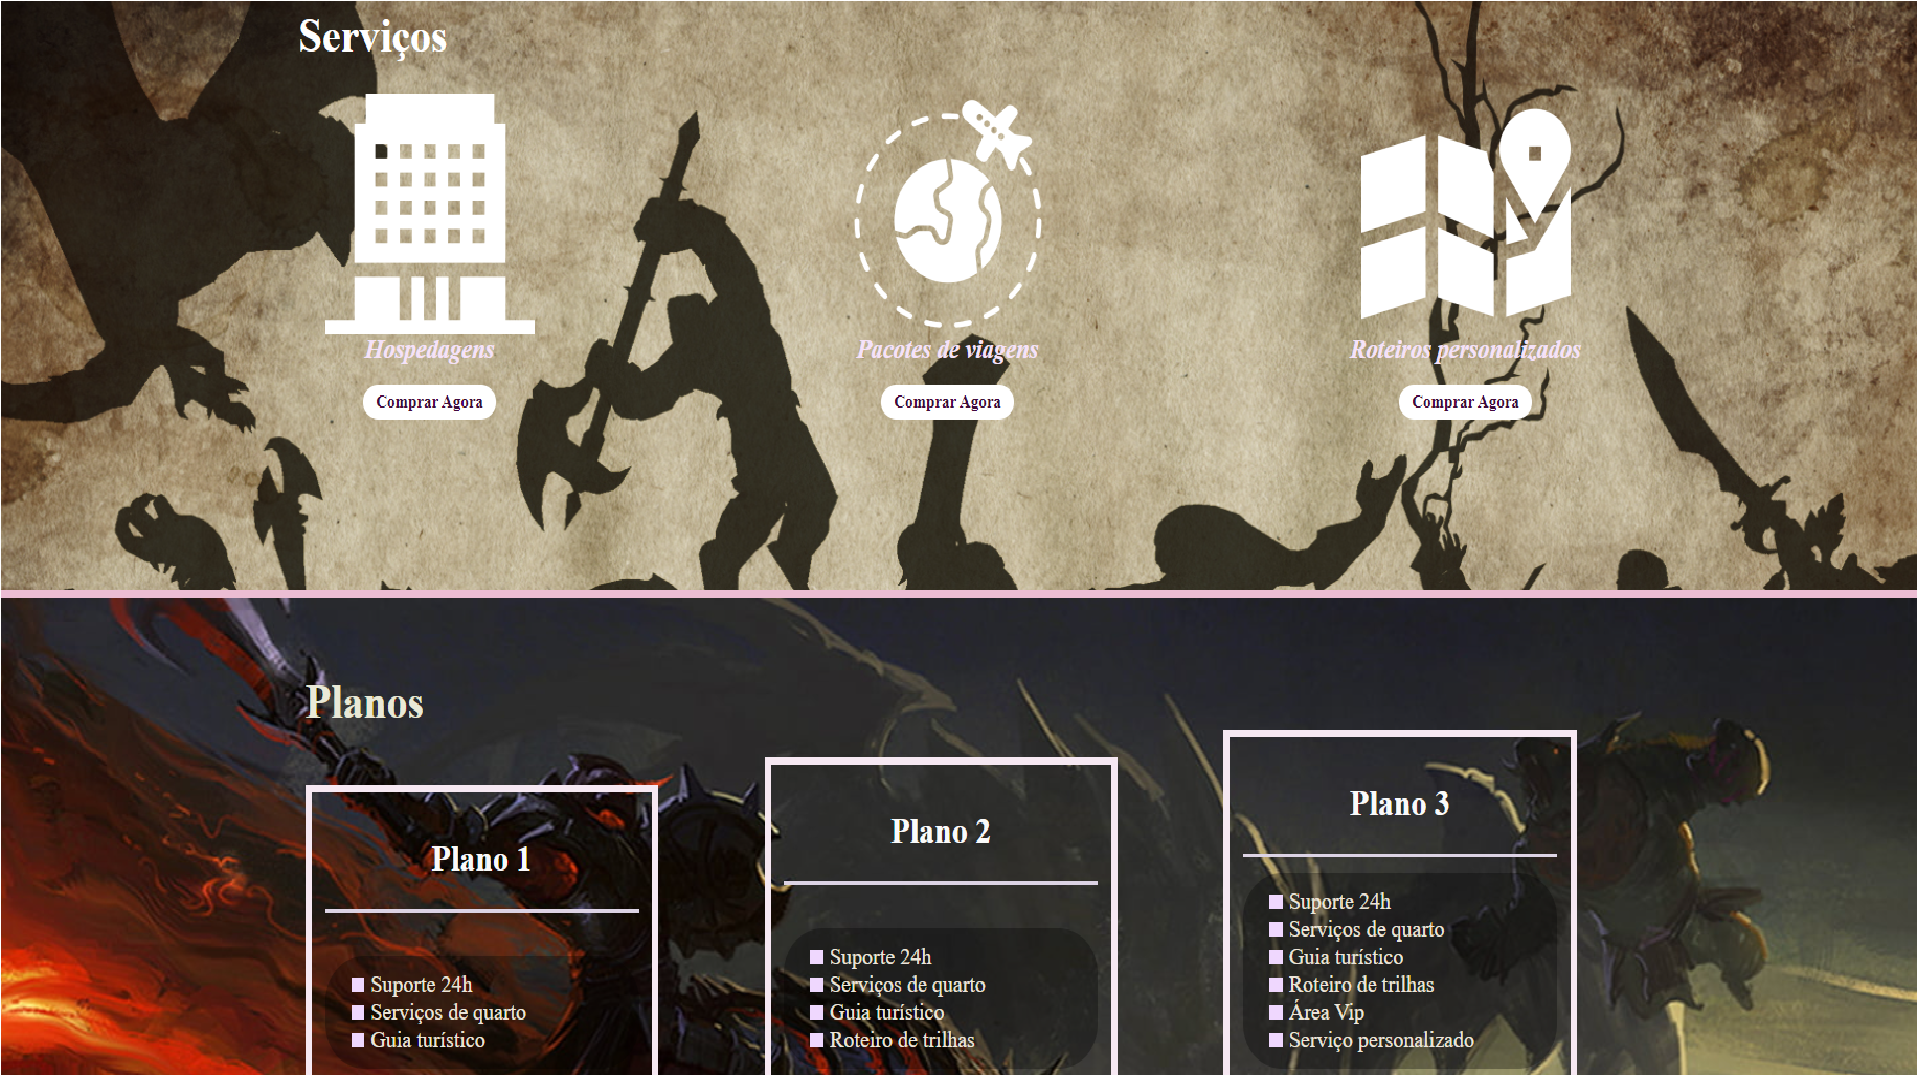 Serviços
Hospedagens
Comprar Agora
Pacotes de viagens
Comprar Agora
Roteiros personalizados
Comprar Agora
Planos
Plano 1
Suporte 24h
Serviços de quarto
Guia turístico
Plano 2
Suporte 24h
Serviços de quarto
Guia turístico
Roteiro de trilhas
Plano 3
Suporte 24h
Serviços de quarto
Guia turístico
Roteiro de trilhas
Área Vip
Serviço personalizado